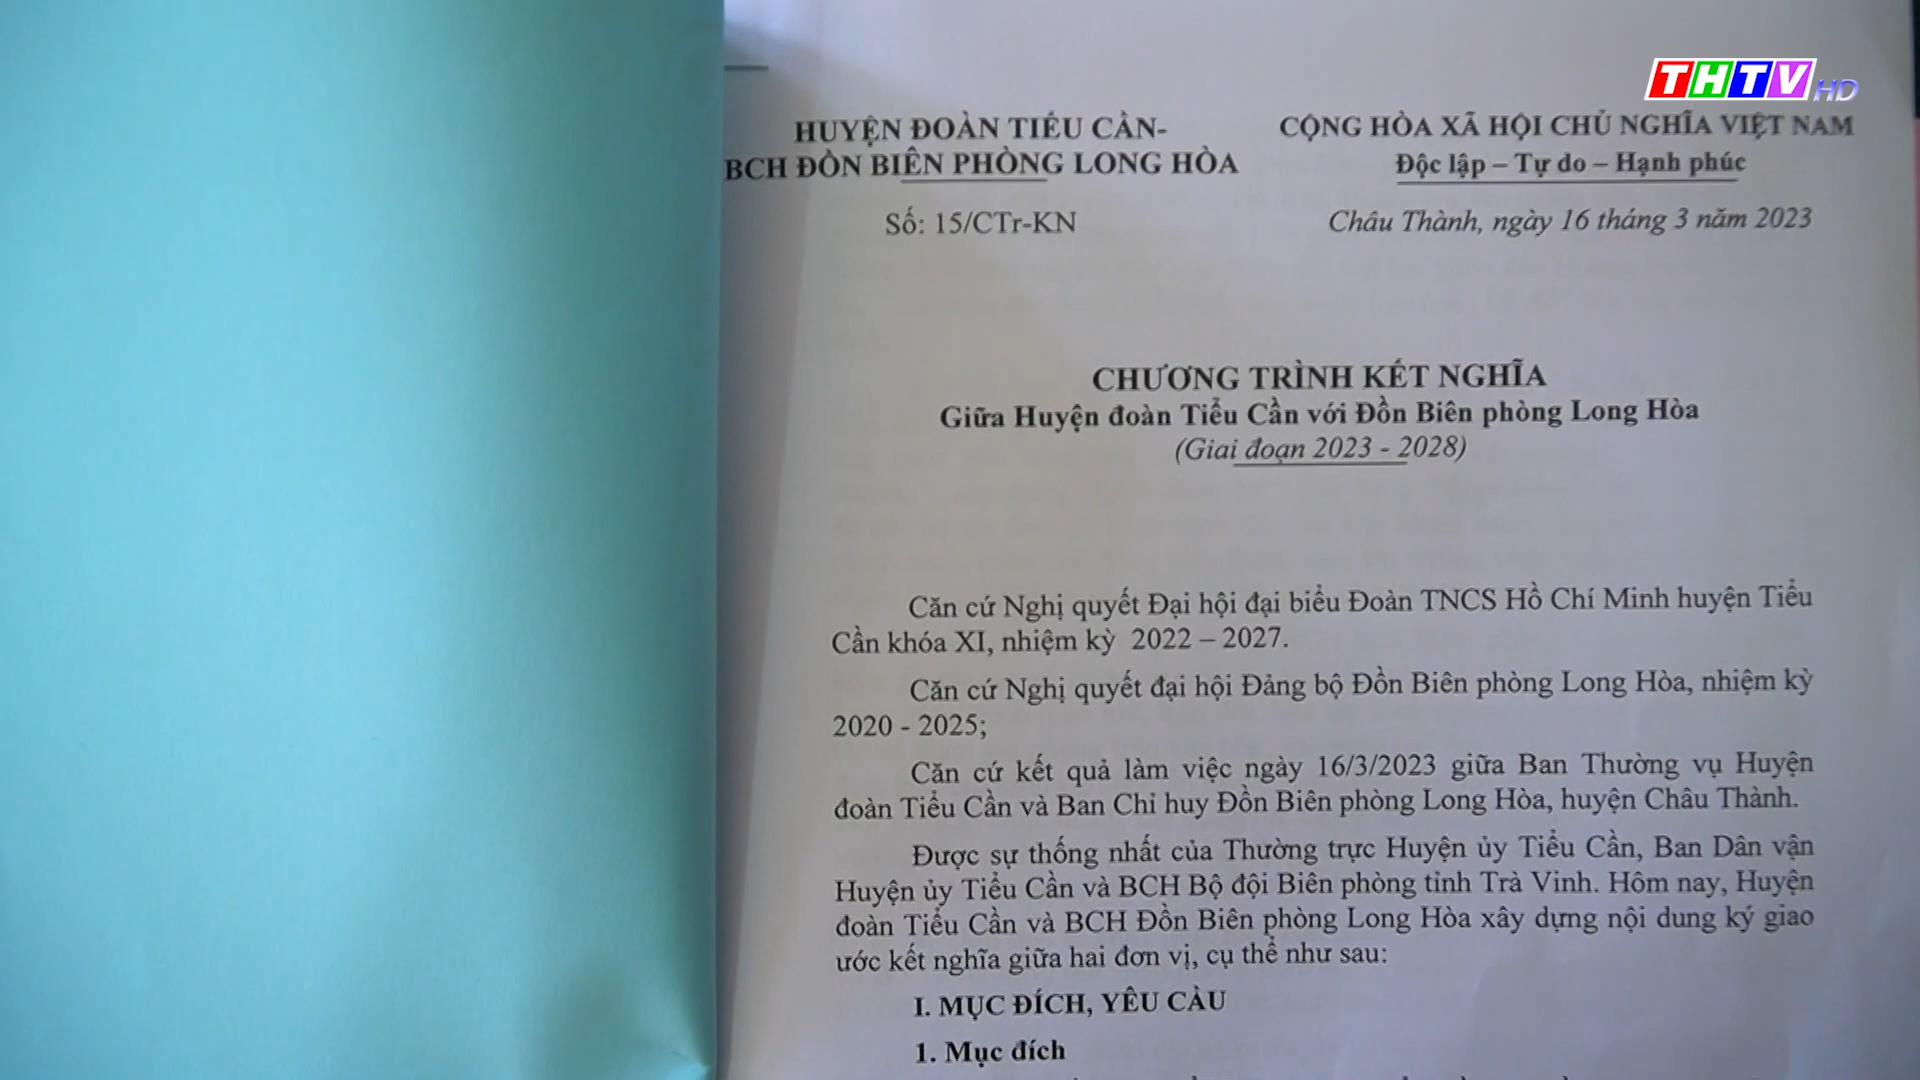 THTV HD
HUYỆN ĐOÀN TIỂU CẦN-
BCH ĐỒN BIÊN PHÒNG LONG HÒA
Số: 15/CTr-KN
CỘNG HÒA XÃ HỘI CHỦ NGHĨA VIỆT NAM
Độc lập – Tự do – Hạnh phúc
Châu Thành, ngày 16 tháng 3 năm 2023
CHƯƠNG TRÌNH KẾT NGHĨA
Giữa Huyện đoàn Tiểu Cần với Đồn Biên phòng Long Hòa
(Giai đoạn 2023 - 2028)
Căn cứ Nghị quyết Đại hội đại biểu Đoàn TNCS Hồ Chí Minh huyện Tiểu
Cần khóa XI, nhiệm kỳ 2022 – 2027.
Căn cứ Nghị quyết đại hội Đảng bộ Đồn Biên phòng Long Hòa, nhiệm kỳ
2020 - 2025;
Căn cứ kết quả làm việc ngày 16/3/2023 giữa Ban Thường vụ Huyện
đoàn Tiểu Cần và Ban Chỉ huy Đồn Biên phòng Long Hòa, huyện Châu Thành.
Được sự thống nhất của Thường trực Huyện ủy Tiểu Cần, Ban Dân vận
Huyện ủy Tiểu Cần và BCH Bộ đội Biên phòng tỉnh Trà Vinh. Hôm nay, Huyện
đoàn Tiểu Cần và BCH Đồn Biên phòng Long Hòa xây dựng nội dung ký giao
ước kết nghĩa giữa hai đơn vị, cụ thể như sau:
I. MỤC ĐÍCH, YÊU CẦU
1. Mục đích